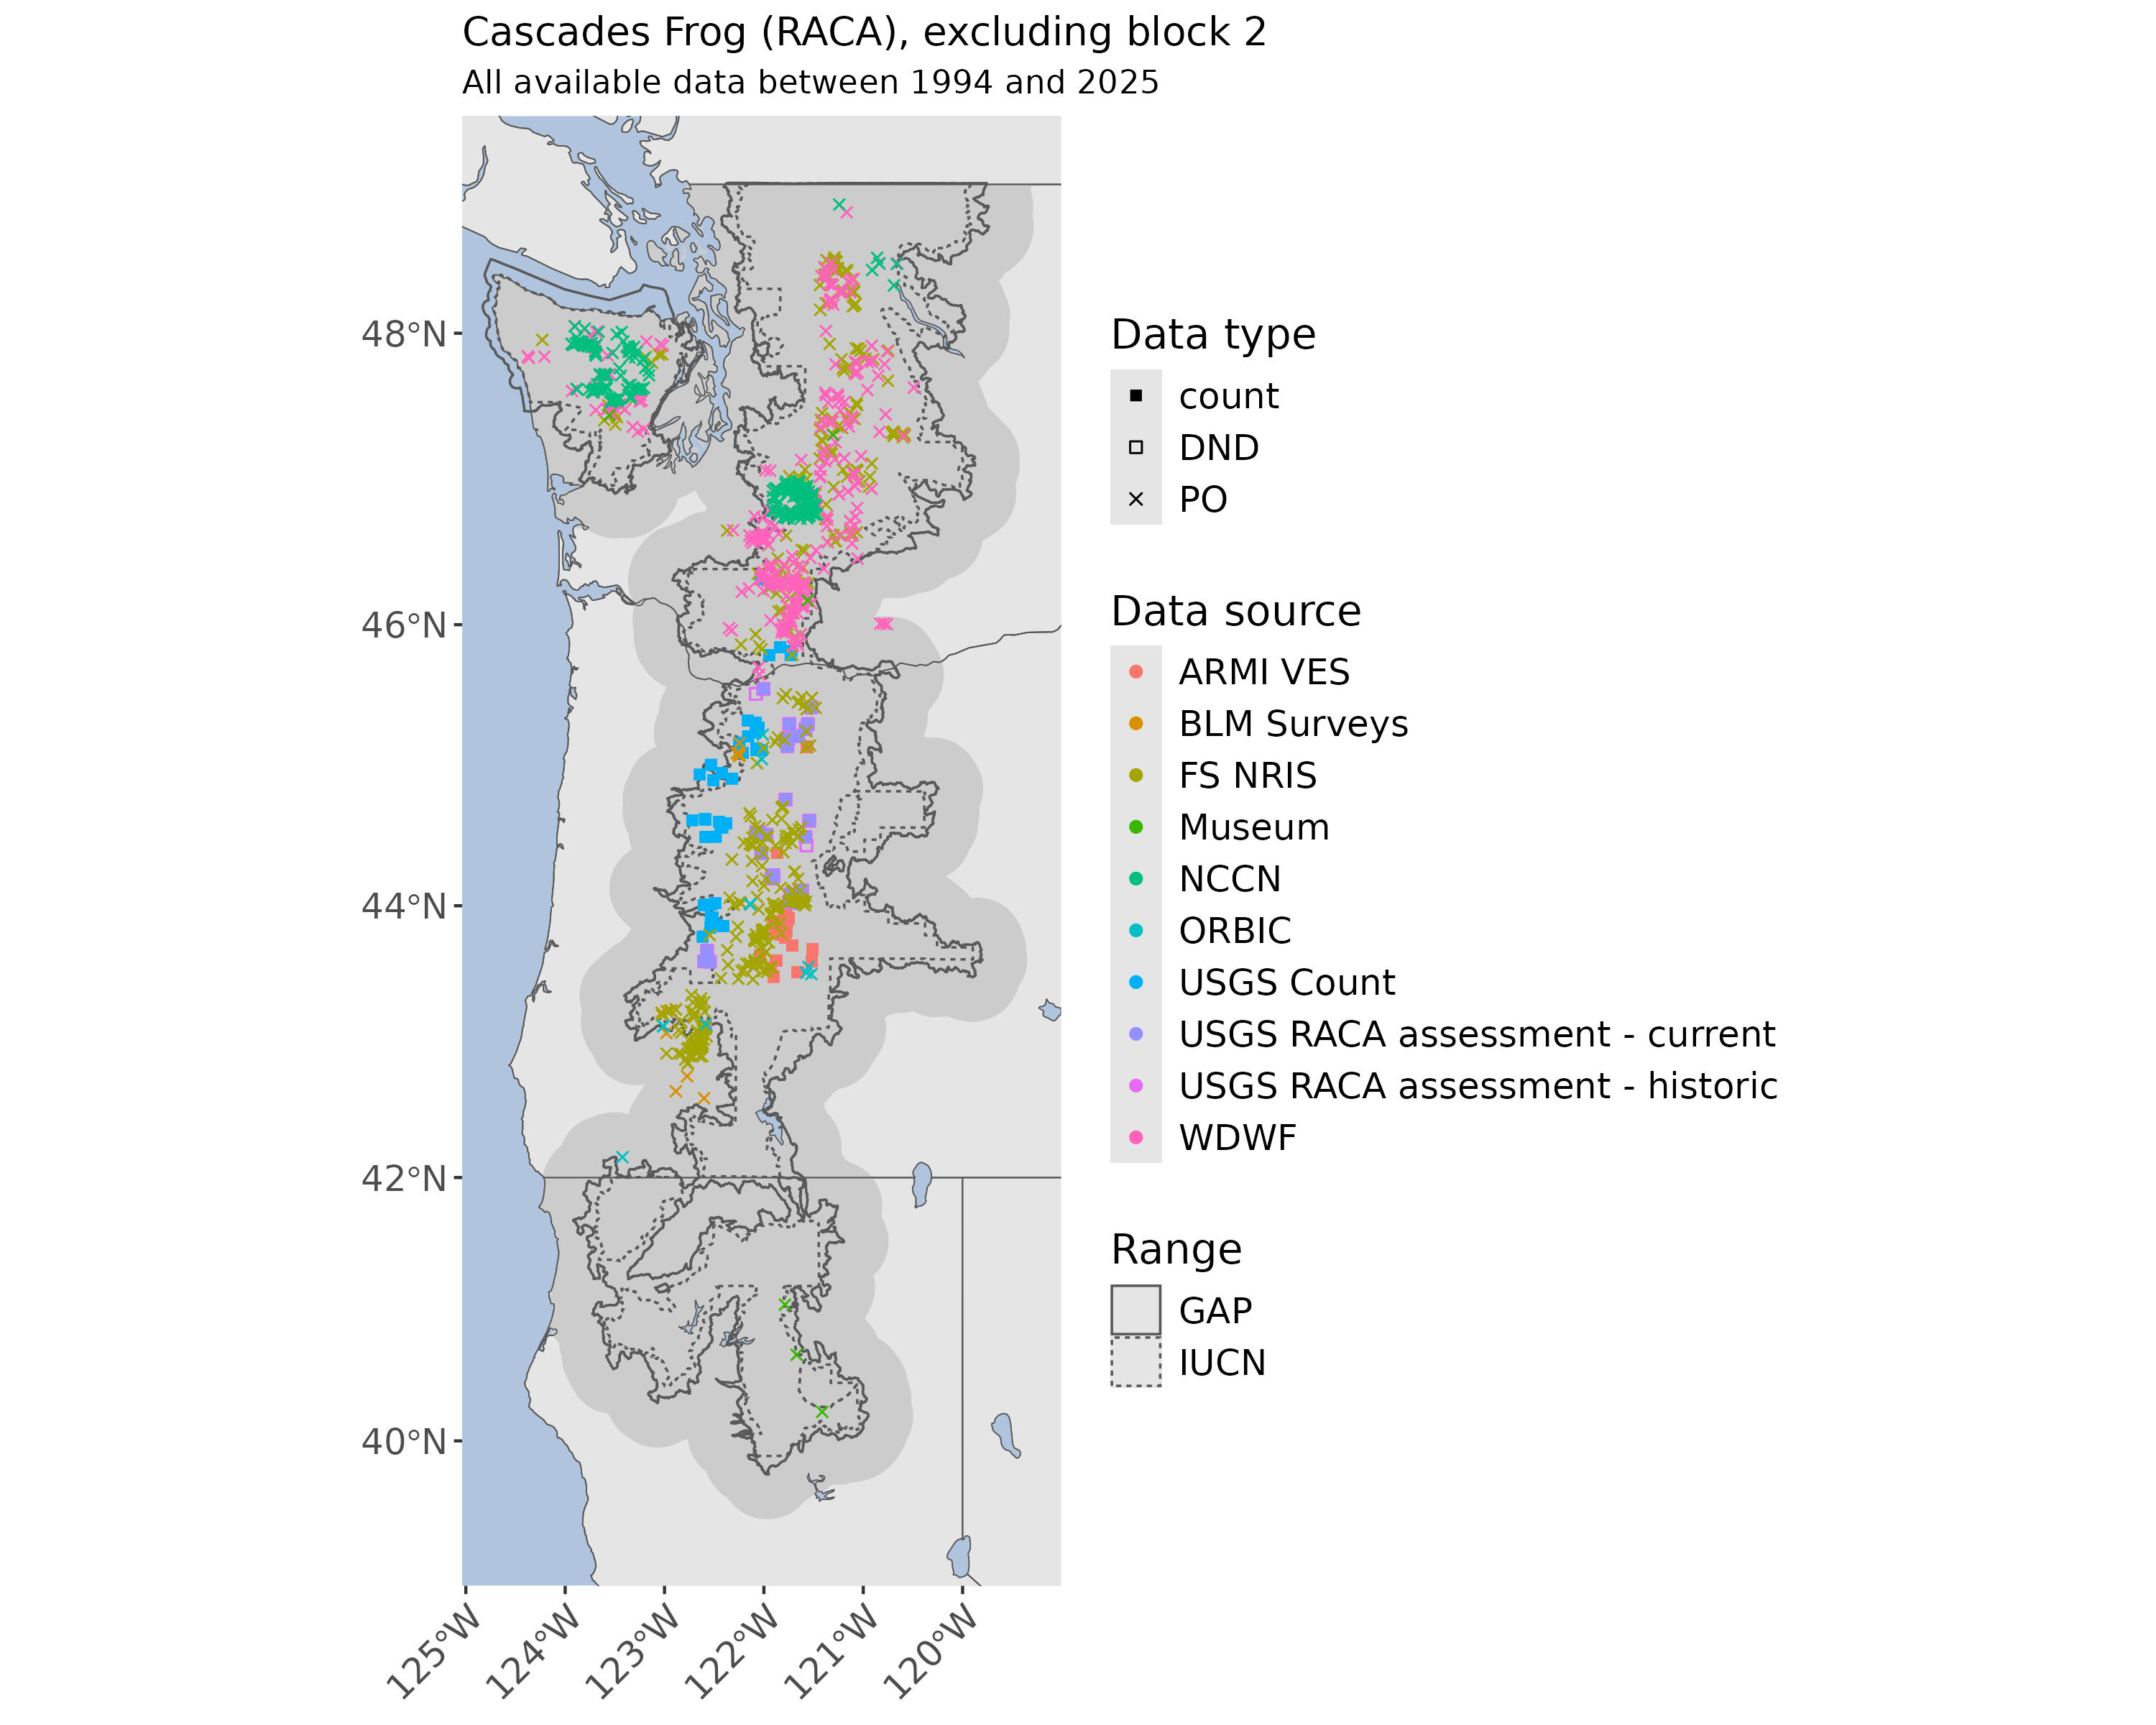 Cascades Frog (RACA), excluding block 2
All available data between 1994 and 2025
48°N
46°N
44°N
42°N
40°N
125°W
124°W
123°W
122°W
121°W
120°W
Data type
count
DND
PO
Data source
ARMI VES
BLM Surveys
FS NRIS
Museum
NCCN
ORBIC
USGS Count
USGS RACA assessment - current
USGS RACA assessment - historic
WDWF
Range
GAP
IUCN